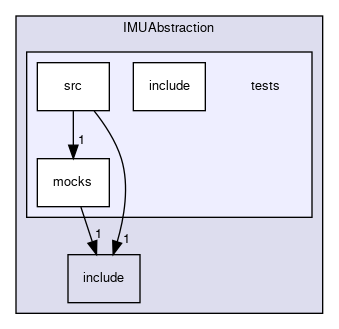 IMUAbstraction
src
include
tests
1
mocks
1
1
include